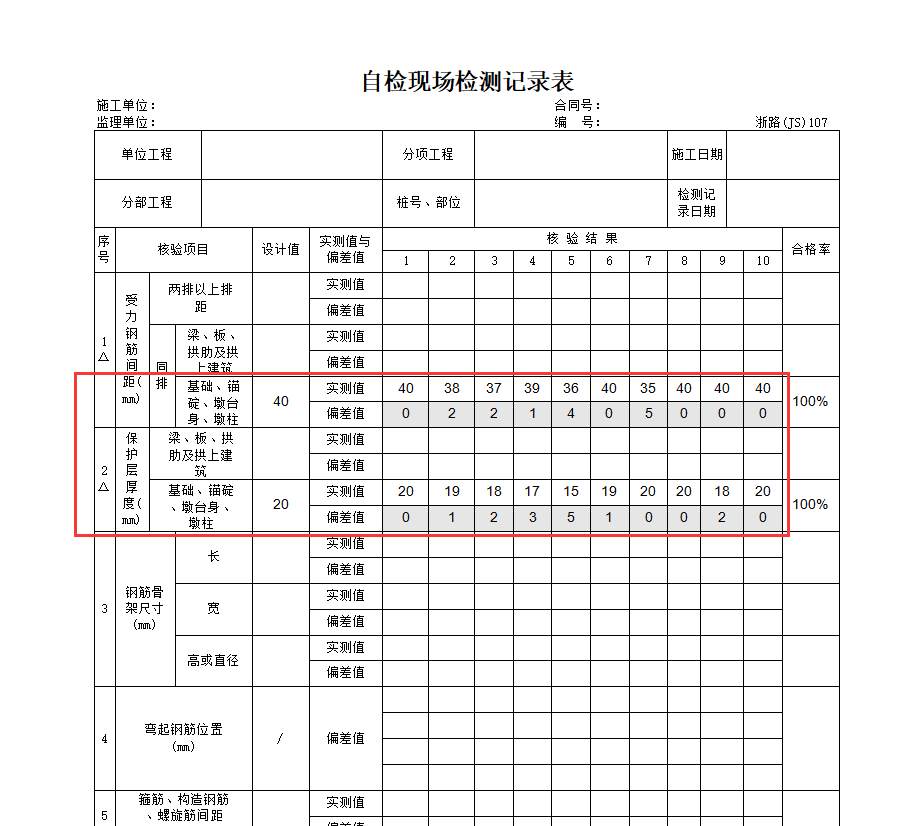 自检现场检测记录表
施工单位：
合同号：
监理单位：
编 号：
浙路(JS)107
单位工程
分项工程
施工日期
分部工程
桩号、部位
检测记
录日期
序
号
核验项目
设计值
实测值与
偏差值
核 验 结 果
合格率
1 2 3 4 5 6 7 8 9 10
1
△
受
力
钢
筋
间
距(
mm)
两排以上排
距
实测值
偏差值
同
排
梁、板、
拱肋及拱
上建筑
实测值
偏差值
基础、锚
碇、墩台
身、墩柱
40
实测值 40 38 37 39 36 40 35 40 40 40
偏差值 0 2 2 1 4 0 5 0 0 0
100%
2
△
保
护
层
厚
度(
mm)
梁、板、拱
肋及拱上建
筑
实测值
偏差值
基础、锚碇
、墩台身、
墩柱
20
实测值 20 19 18 17 15 19 20 20 18 20
偏差值 0 1 2 3 5 1 0 0 2 0
100%
3
钢筋骨
架尺寸
(mm)
长
实测值
偏差值
宽
实测值
偏差值
高或直径
实测值
偏差值
4
弯起钢筋位置
(mm)
/
偏差值
5
箍筋、构造钢筋
、螺旋筋间距
实测值
偏差值